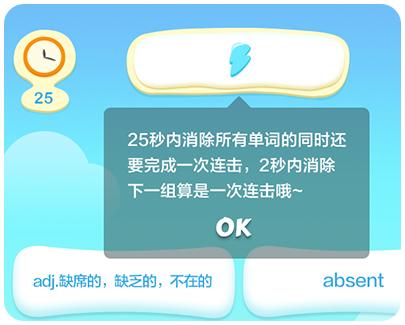 25
25秒内消除所有单词的同时还
要完成一次连击，2秒内消除
下一组算是一次连击哦~
OK
adj.缺席的，缺乏的，不在的
absent